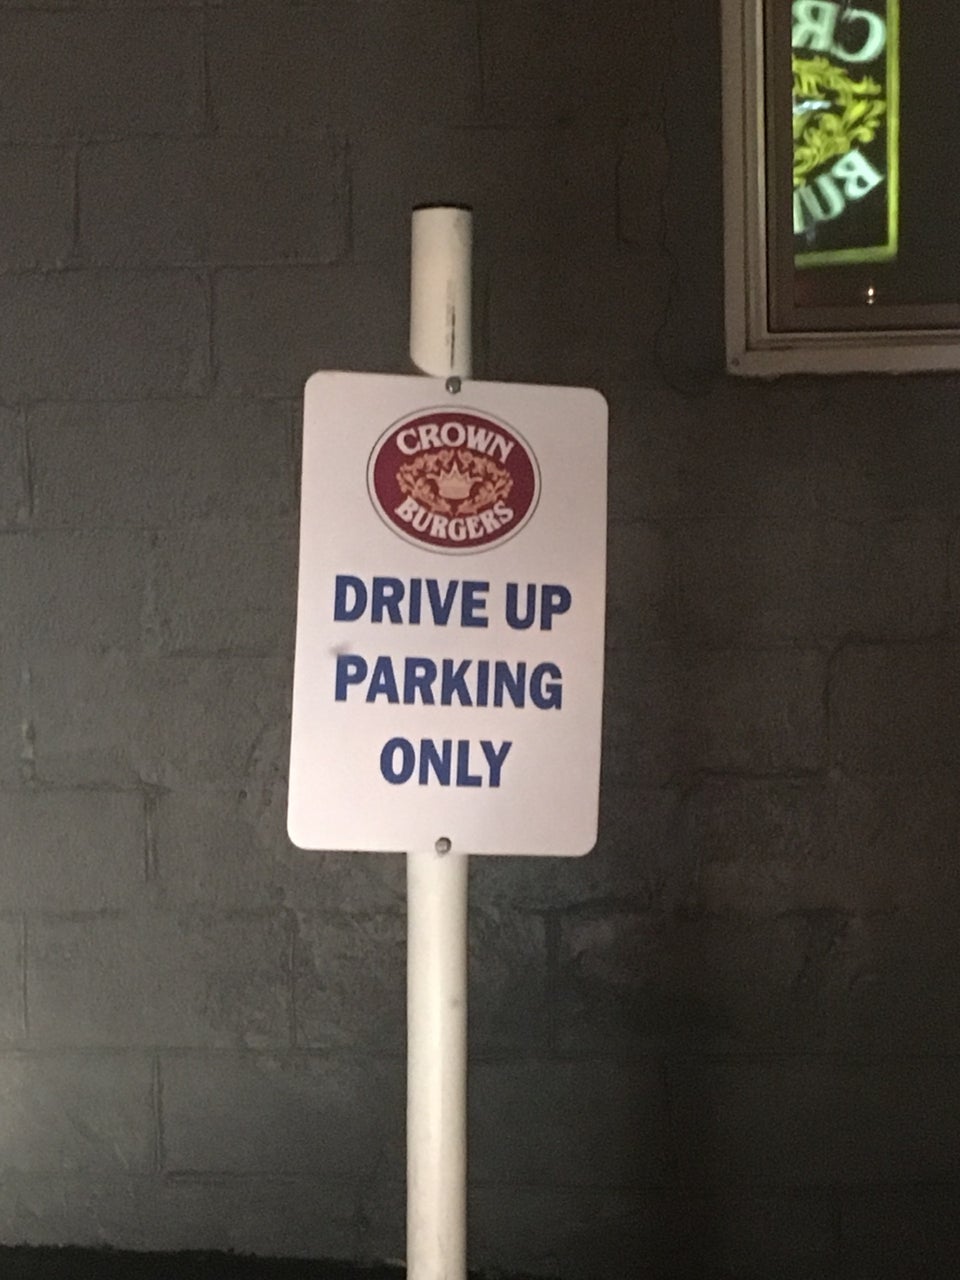 CROWN
BURGERS
DRIVE UP
PARKING
ONLY